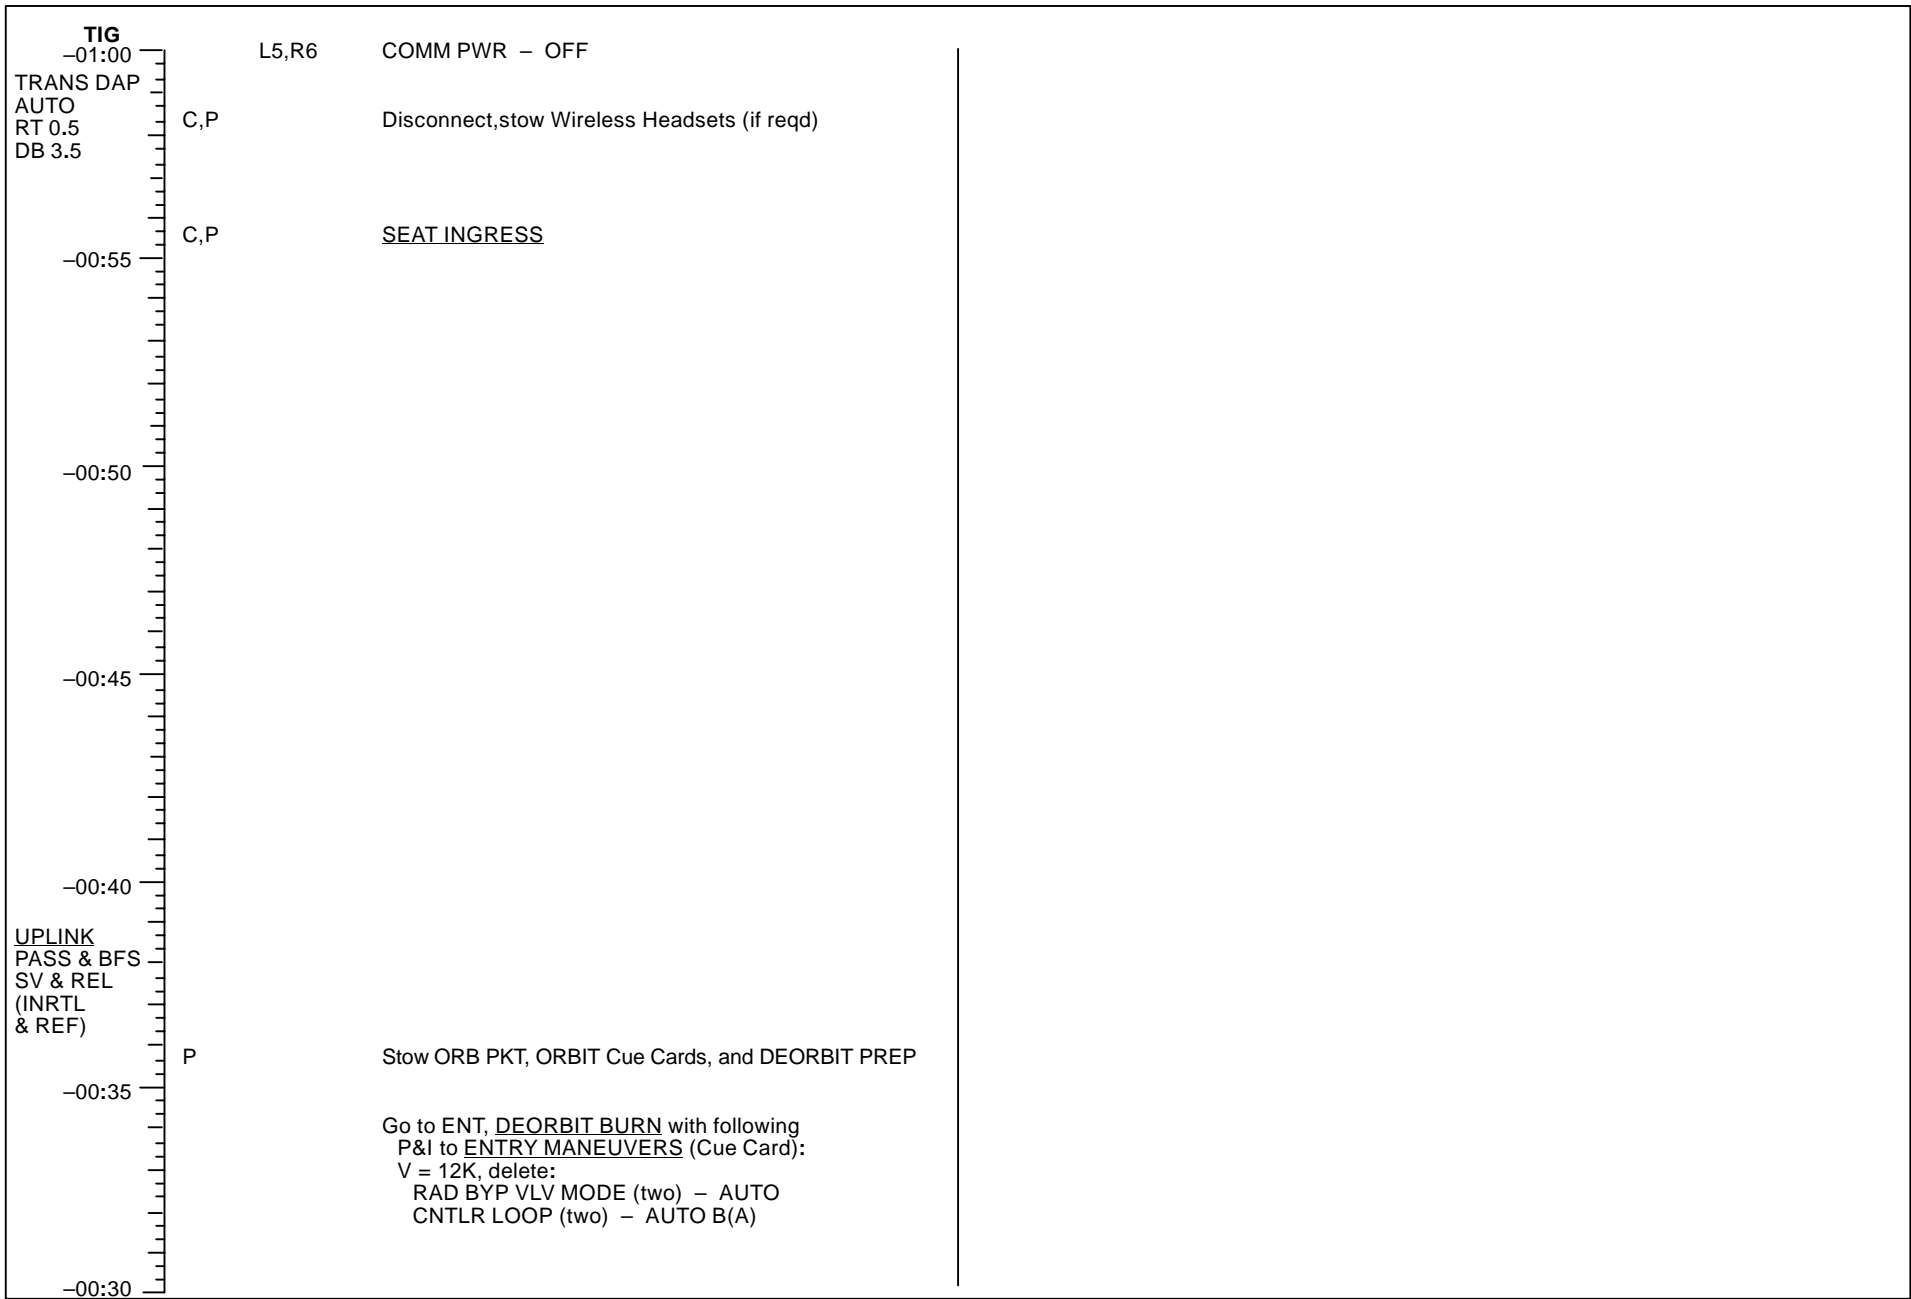 TIG
–01:00
L5,R6 COMM PWR – OFF
TRANS DAP
AUTO
RT 0.5
DB 3.5
C,P Disconnect,stow Wireless Headsets (if reqd)
C,P SEAT INGRESS
–00:55
–00:50
–00:45
–00:40
UPLINK
PASS & BFS
SV & REL
(INRTL
& REF)
P Stow ORB PKT, ORBIT Cue Cards, and DEORBIT PREP
–00:35
Go to ENT, DEORBIT BURN with following
P&I to ENTRY MANEUVERS (Cue Card):
V = 12K, delete:
RAD BYP VLV MODE (two) – AUTO
CNTLR LOOP (two) – AUTO B(A)
–00:30